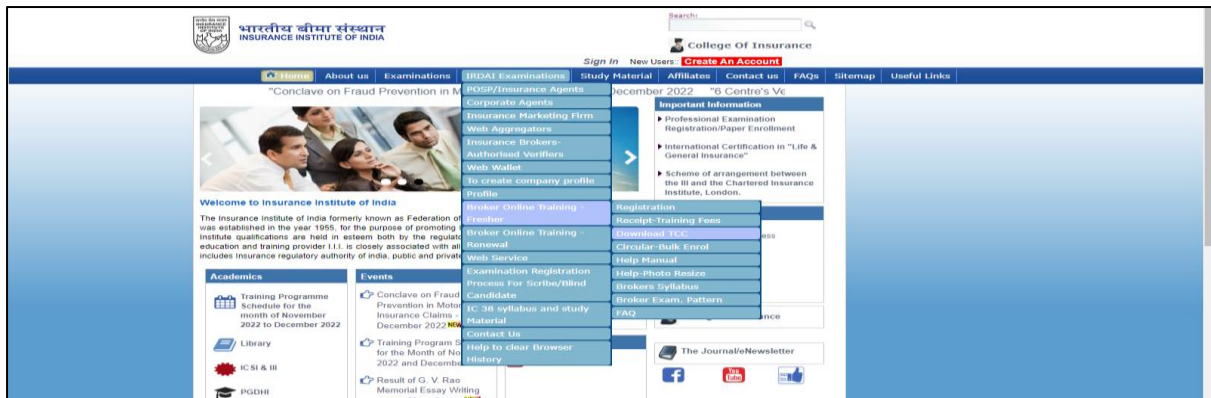 भारतीय बीमा संस्थान
INSURANCE INSTITUTE OF INDIA
Search:
College Of Insurance
Sign In New Users:: Create An Account
Home About us Examinations IRDAI Examinations Study Material Affiliates Contact us FAQs Sitemap Useful Links
"Conclave on Fraud Prevention in M
December 2022 "6 Centre's Ve
POSP/Insurance Agents
Corporate Agents
Insurance Marketing Firm
Web Aggregators
Insurance Brokers-
Authorised Verifiers
Web Wallet
To create company profile
Profile
Broker Online Training -
Fresher
Broker Online Training -
Renewal
Web Service
Examination Registration
Process For Scribe/Blind
Candidate
IC 38 syllabus and study
Material
Contact Us
Help to clear Browser
History
Registration
Receipt-Training Fees
Download TCC
Circular-Bulk Enrol
Help Manual
Help-Photo Resize
Brokers Syllabus
Broker Exam. Pattern
FAQ
Important Information
Professional Examination
Registration/Paper Enrollment
International Certification in "Life &
General Insurance"
Scheme of arrangement between
the III and the Chartered Insurance
Institute, London.
Welcome to Insurance Institute of India
The Insurance Institute of India formerly known as Federation of
was established in the year 1955, for the purpose of promoting
Institute qualifications are held in esteem both by the regulato
education and training provider I.I.I. is closely associated with all
includes Insurance regulatory authority of india, public and private
Academics
Training Programme
Schedule for the
month of November
2022 to December 2022
Library
IC SI & III
PGDHI
Events
Conclave on Fraud
Prevention in Motor
Insurance Claims -
December 2022 NEW
Training Program S
for the Month of No
2022 and Decembe
Result of G. V. Rao
Memorial Essay Writing
ess
nce
The Journal/eNewsletter
You Tube